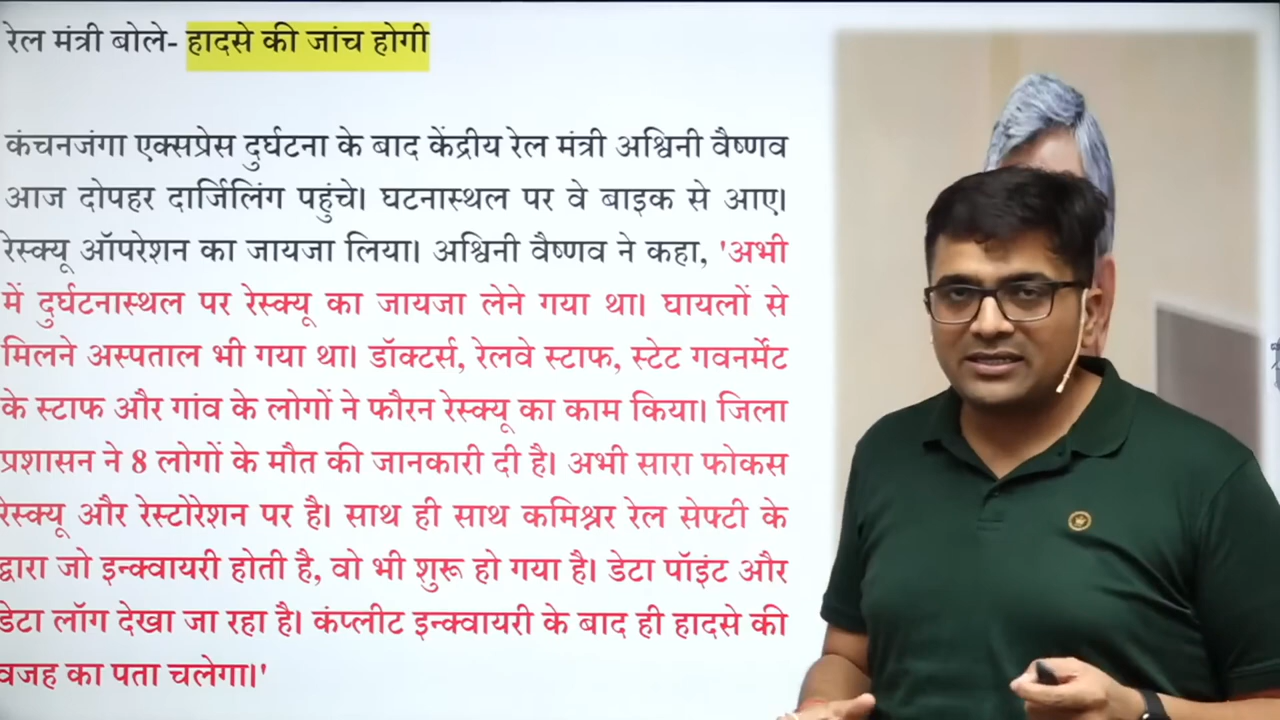 रेल मंत्री बोले- हादसे की जांच होगी
कंचनजंगा एक्सप्रेस दुर्घटना के बाद केंद्रीय रेल मंत्री अश्विनी वैष्णव
आज दोपहर दार्जिलिंग पहुंचे। घटनास्थल पर वे बाइक से आए।
रेस्क्यू ऑपरेशन का जायजा लिया। अश्विनी वैष्णव ने कहा, 'अभी
में दुर्घटनास्थल पर रेस्क्यू का जायजा लेने गया था। घायलों से
मिलने अस्पताल भी गया था। डॉक्टर्स, रेलवे स्टाफ, स्टेट गवनर्मेंट
के स्टाफ और गांव के लोगों ने फौरन रेस्क्यू का काम किया। जिला
प्रशासन ने 8 लोगों के मौत की जानकारी दी है। अभी सारा फोकस
रेस्क्यू और रेस्टोरेशन पर है। साथ ही साथ कमिश्नर रेल सेफ्टी के
द्वारा जो इन्क्वायरी होती है, वो भी शुरू हो गया है। डेटा पॉइंट और
डेटा लॉग देखा जा रहा है। कंप्लीट इन्क्वायरी के बाद ही हादसे की
वजह का पता चलेगा।'